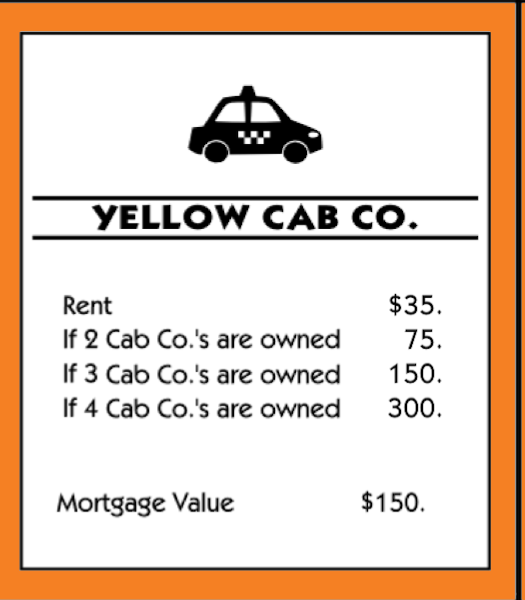 YELLOW CAB CO.
Rent $35.
If 2 Cab Co.'s are owned 75.
If 3 Cab Co.'s are owned 150.
If 4 Cab Co.'s are owned 300.
Mortgage Value $150.